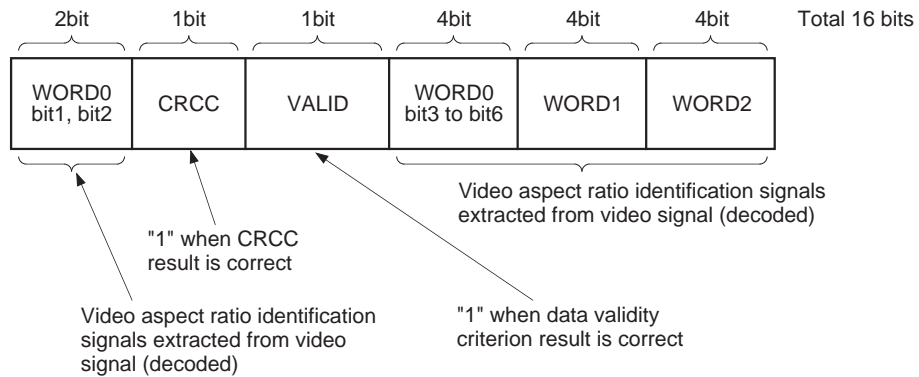 2bit 1bit 1bit 4bit 4bit 4bit Total 16 bits
WORD0
bit1, bit2
CRCC
VALID
WORD0
bit3 to bit6
WORD1
WORD2
Video aspect ratio identification signals
extracted from video signal (decoded)
"1" when CRCC
result is correct
Video aspect ratio identification
signals extracted from video
signal (decoded)
"1" when data validity
criterion result is correct